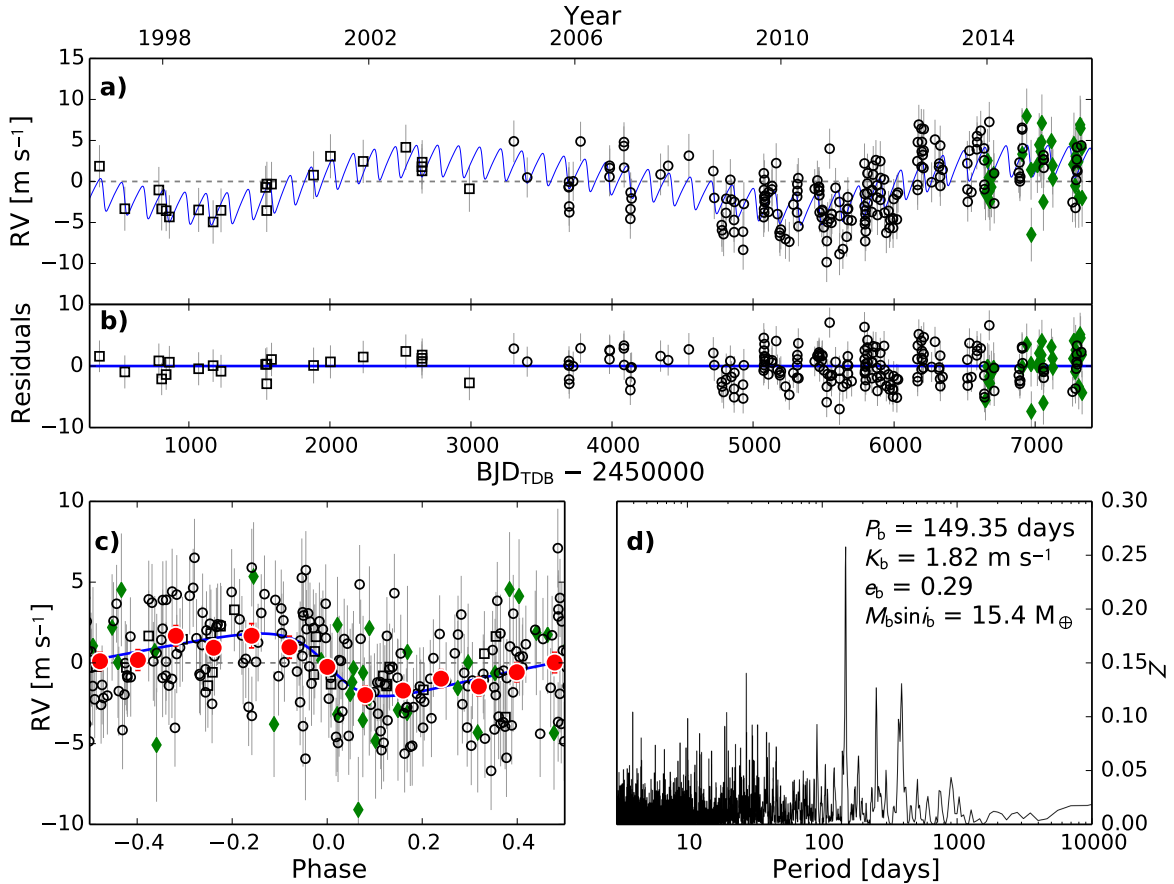 Year
1998 2002 2006 2010 2014
a)
RV [m s⁻¹]
15
10
5
0
−5
−10
b)
Residuals
10
0
−10
1000 2000 3000 4000 5000 6000 7000
BJD_TDB − 2450000
c)
RV [m s⁻¹]
10
5
0
−5
−10
−0.4 −0.2 0.0 0.2 0.4
Phase
d)
P_b = 149.35 days
K_b = 1.82 m s⁻¹
e_b = 0.29
M_b sin i_b = 15.4 M_⊕
0.30
0.25
0.20
0.15
0.10
0.05
0.00
Z
10 100 1000 10000
Period [days]